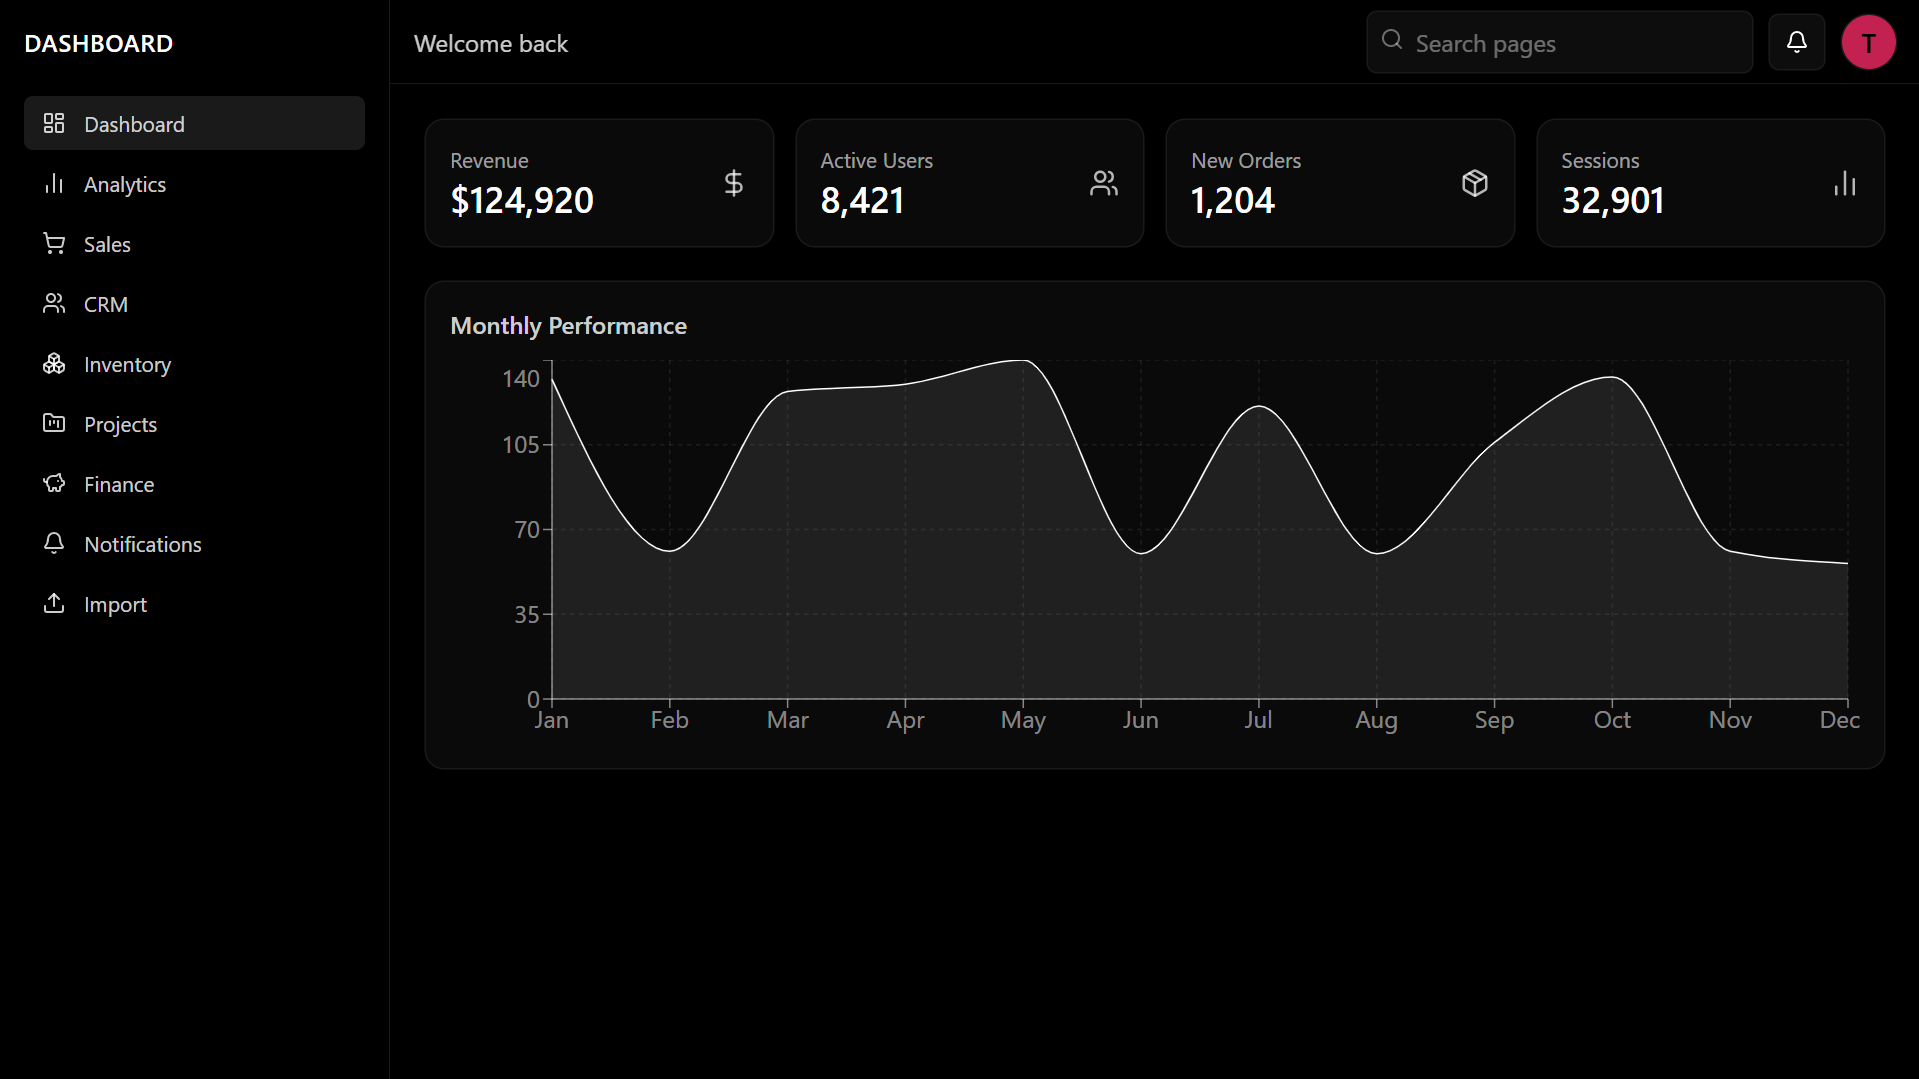 DASHBOARD
Dashboard
Analytics
Sales
CRM
Inventory
Projects
Finance
Notifications
Import
Welcome back
Search pages
T
Revenue
$124,920
Active Users
8,421
New Orders
1,204
Sessions
32,901
Monthly Performance
140
105
70
35
0
Jan Feb Mar Apr May Jun Jul Aug Sep Oct Nov Dec